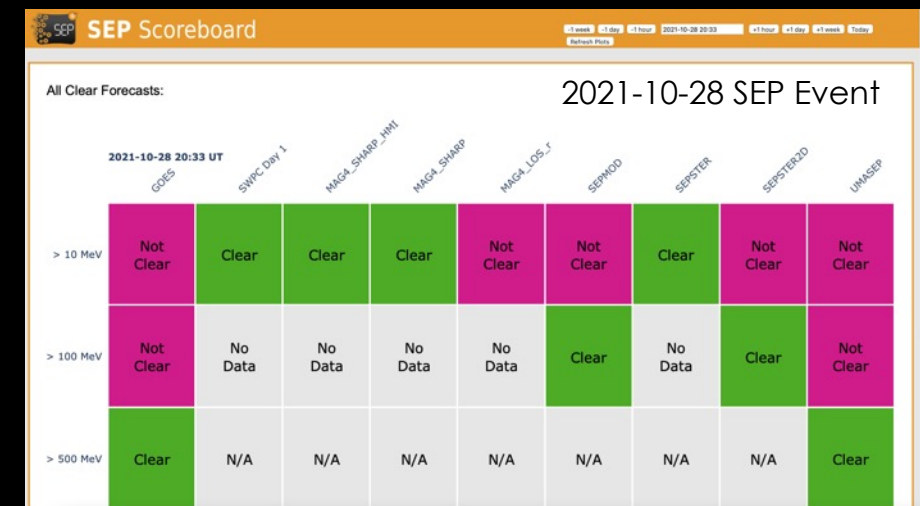 SEP
SEP Scoreboard
-1 week -1 day -1 hour 2021-10-28 20:33 +1 hour +1 day +1 week Today
Refresh Plots
All Clear Forecasts:
2021-10-28 SEP Event
2021-10-28 20:33 UT
GOES SWPC Day 1 MAG4_SHARP_HMI MAG4_SHARP MAG4_LOS_r SEPMOD SEPSTER SEPSTER2D UMASEP
> 10 MeV Not Clear Clear Clear Clear Not Clear Not Clear Clear Not Clear Not Clear
> 100 MeV Not Clear No Data No Data No Data No Data Clear No Data Clear Not Clear
> 500 MeV Clear N/A N/A N/A N/A N/A N/A N/A Clear